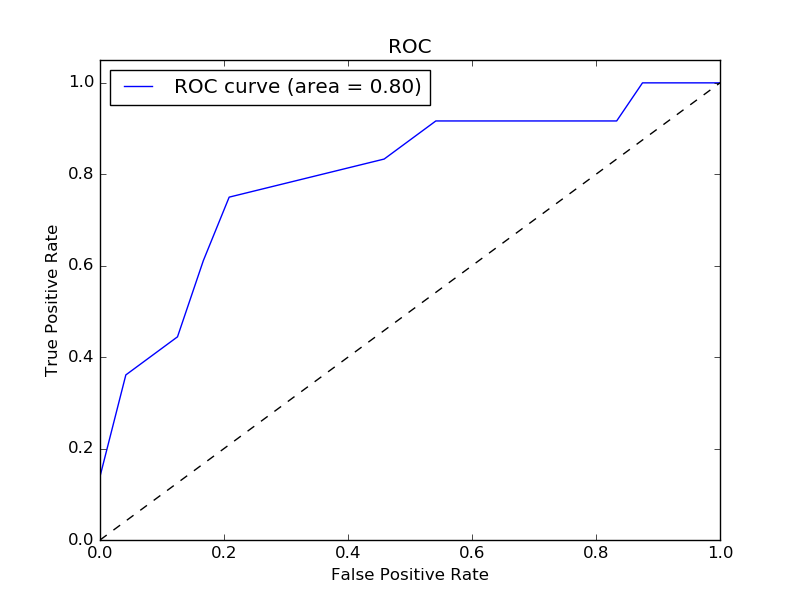 ROC
ROC curve (area = 0.80)
1.0
0.8
0.6
0.4
0.2
0.0
True Positive Rate
0.0 0.2 0.4 0.6 0.8 1.0
False Positive Rate